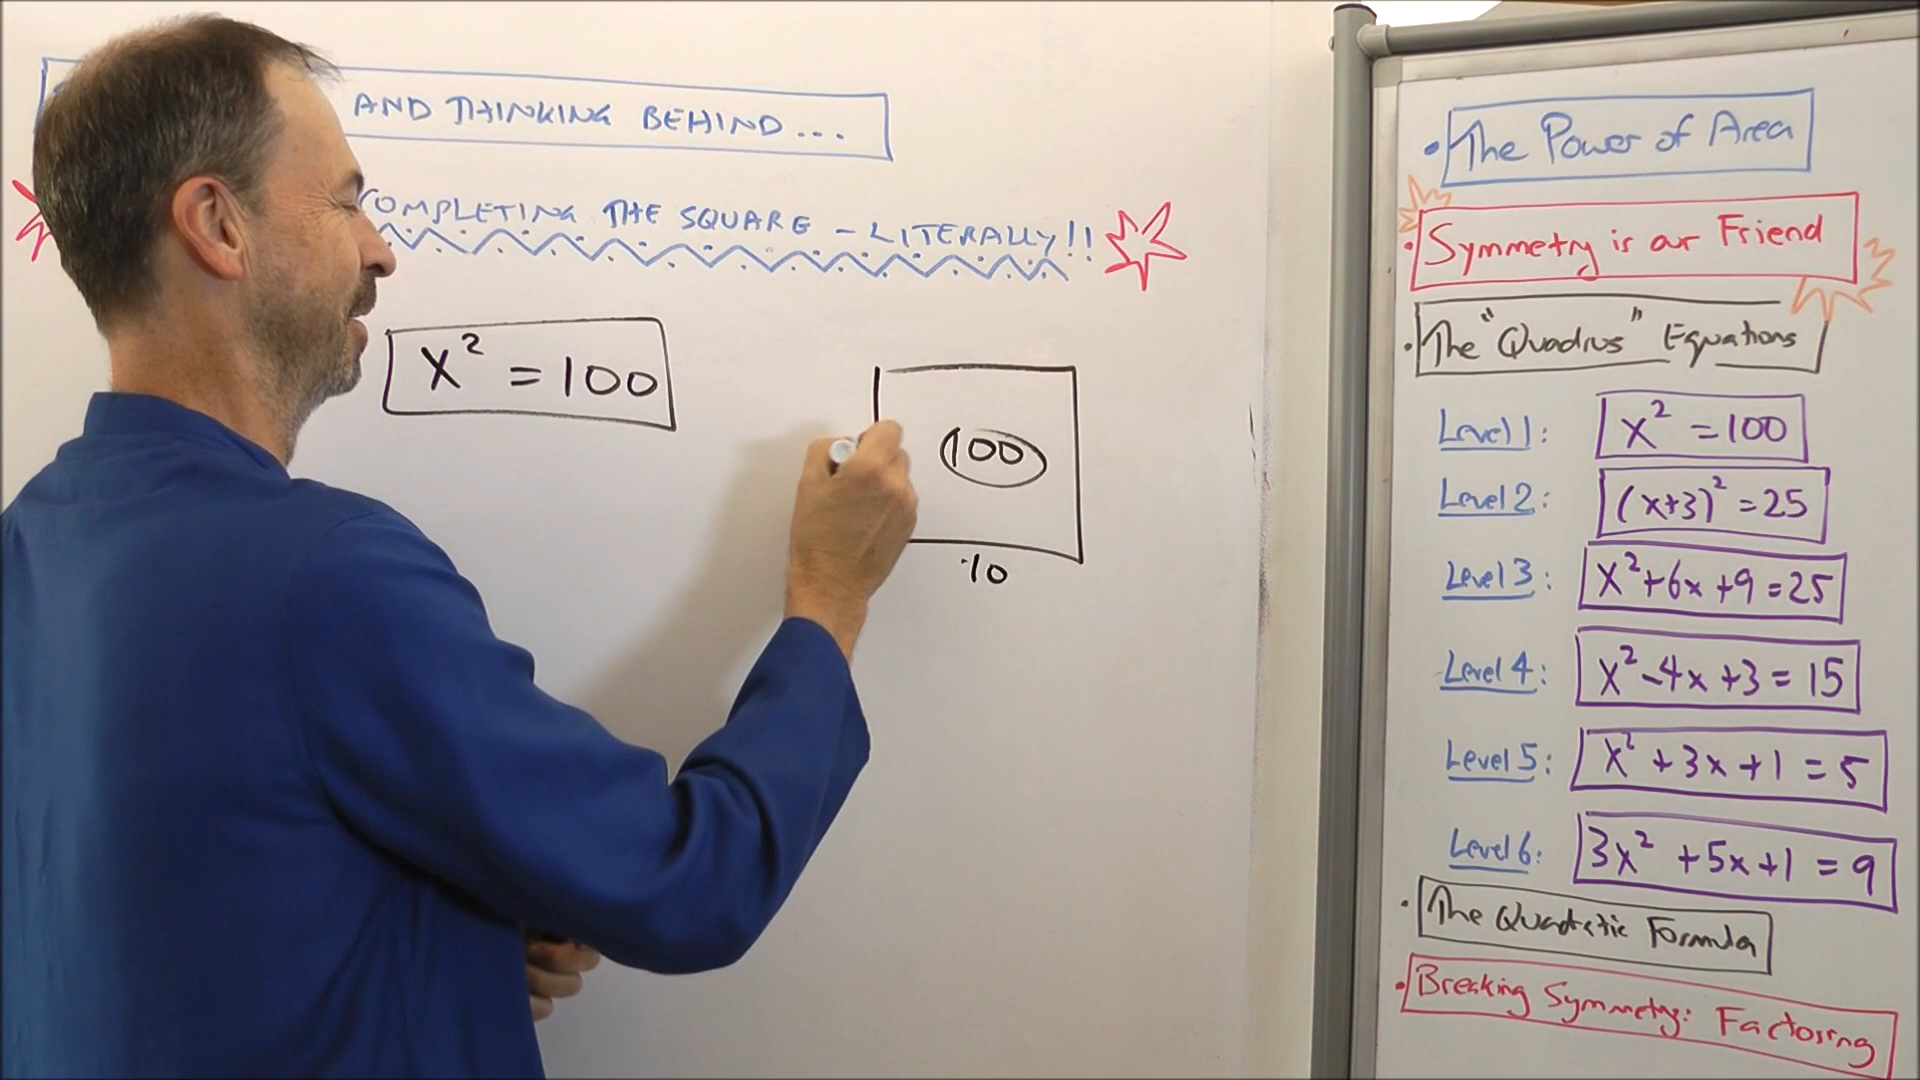 AND THINKING BEHIND...
COMPLETING THE SQUARE - LITERALLY!!
x² = 100
100
10
• The Power of Area
• Symmetry is our Friend
• The "Quadrus" Equations
Level 1: x² = 100
Level 2: (x+3)² = 25
Level 3: x²+6x+9 = 25
Level 4: x²-4x+3 = 15
Level 5: x²+3x+1 = 5
Level 6: 3x²+5x+1 = 9
• The Quadratic Formula
• Breaking Symmetry: Factoring